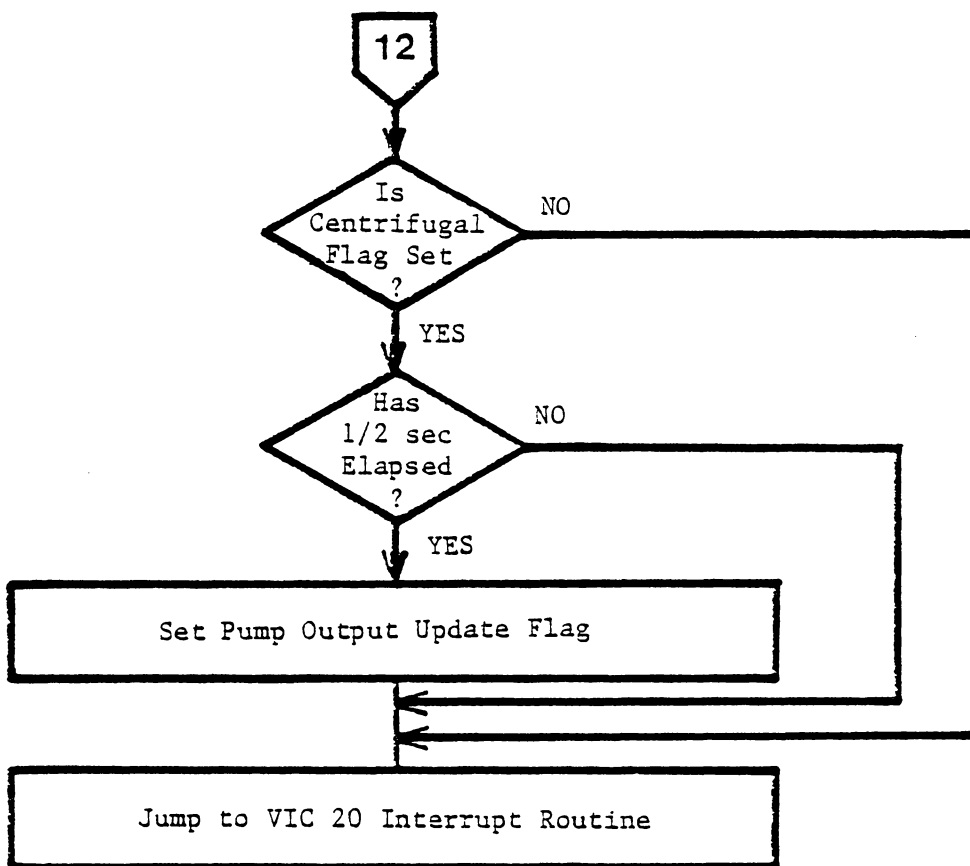 12
Is
Centrifugal
Flag Set
?
NO
YES
Has
1/2 sec
Elapsed
?
NO
YES
Set Pump Output Update Flag
Jump to VIC 20 Interrupt Routine